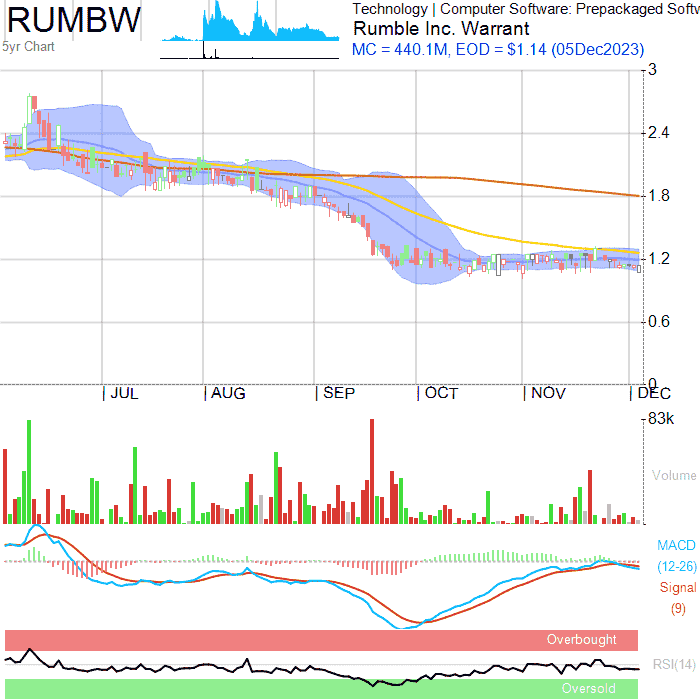 RUMBW
5yr Chart
Technology | Computer Software: Prepackaged Softw
Rumble Inc. Warrant
MC = 440.1M, EOD = $1.14 (05Dec2023)
3
2.4
1.8
1.2
0.6
0
JUL AUG SEP OCT NOV DEC
83k
Volume
MACD
(12-26)
Signal
(9)
Overbought
RSI(14)
Oversold